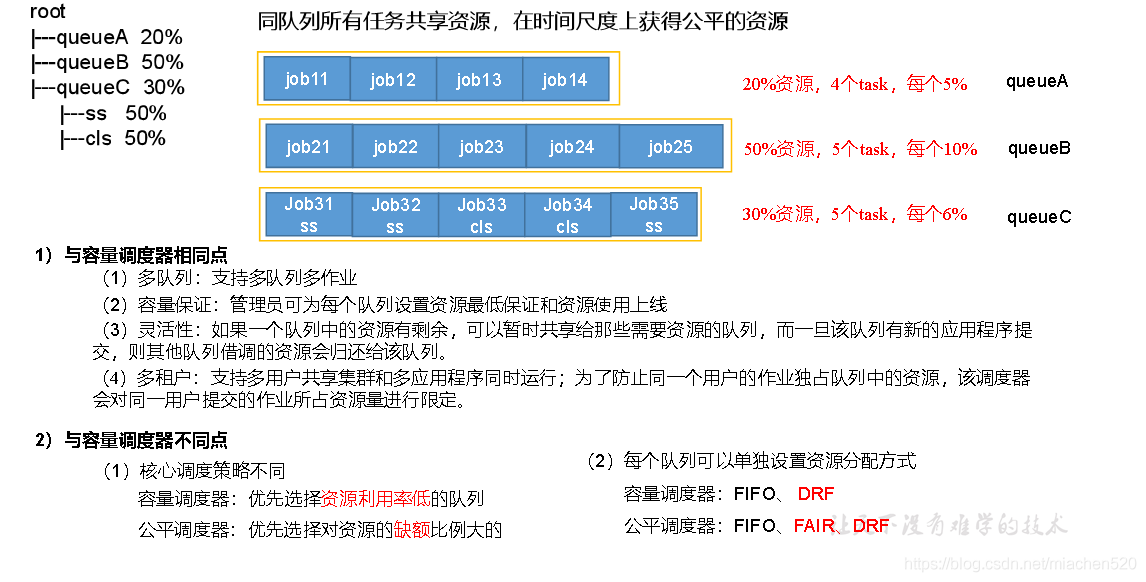 root
|---queueA 20%
|---queueB 50%
|---queueC 30%
|---ss 50%
|---cls 50%
同队列所有任务共享资源，在时间尺度上获得公平的资源
job11 job12 job13 job14
20%资源，4个task，每个5% queueA
job21 job22 job23 job24 job25
50%资源，5个task，每个10% queueB
Job31 Job32 Job33 Job34 Job35
ss ss cls cls ss
30%资源，5个task，每个6% queueC
1）与容量调度器相同点
（1）多队列：支持多队列多作业
（2）容量保证：管理员可为每个队列设置资源最低保证和资源使用上线
（3）灵活性：如果一个队列中的资源有剩余，可以暂时共享给那些需要资源的队列，而一旦该队列有新的应用程序提
交，则其他队列借调的资源会归还给该队列。
（4）多租户：支持多用户共享集群和多应用程序同时运行；为了防止同一个用户的作业独占队列中的资源，该调度器
会对同一用户提交的作业所占资源量进行限定。
2）与容量调度器不同点
（1）核心调度策略不同
容量调度器：优先选择资源利用率低的队列
公平调度器：优先选择对资源的缺额比例大的
（2）每个队列可以单独设置资源分配方式
容量调度器：FIFO、 DRF
公平调度器：FIFO、FAIR、DRF
让天下没有难学的技术
https://blog.csdn.net/miachen520